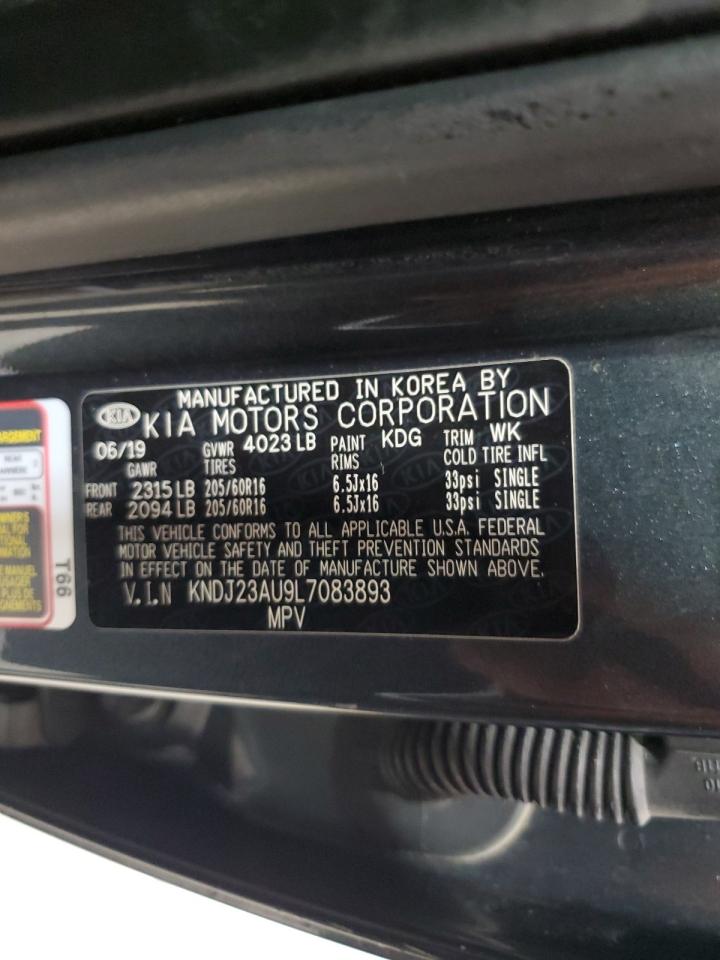 MANUFACTURED IN KOREA BY
KIA KIA MOTORS CORPORATION
06/19 GVWR 4023 LB PAINT KDG TRIM WK
GAWR TIRES RIMS COLD TIRE INFL
FRONT 2315 LB 205/60R16 6.5Jx16 33psi SINGLE
REAR 2094 LB 205/60R16 6.5Jx16 33psi SINGLE
THIS VEHICLE CONFORMS TO ALL APPLICABLE U.S.A. FEDERAL
MOTOR VEHICLE SAFETY AND THEFT PREVENTION STANDARDS
IN EFFECT ON THE DATE OF MANUFACTURE SHOWN ABOVE.
V.I.N KNDJ23AU9L7083893
MPV
T66
REAR
MANUEL